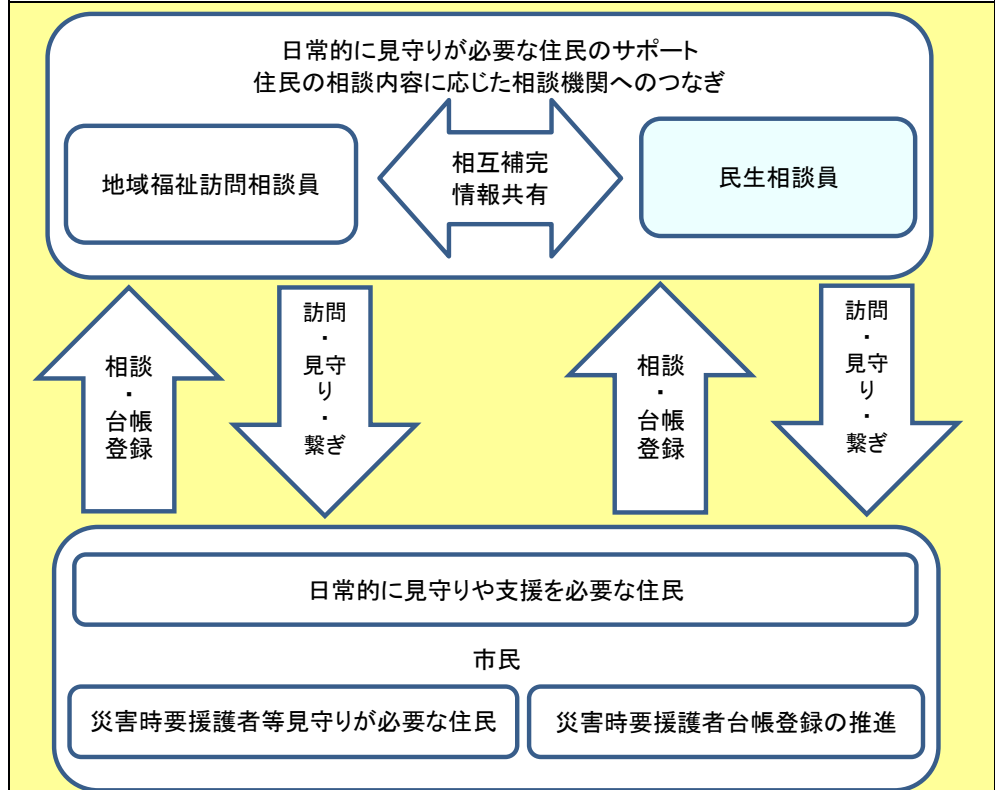 日常的に見守りが必要な住民のサポート
住民の相談内容に応じた相談機関へのつなぎ
地域福祉訪問相談員
相互補完
情報共有
民生相談員
相談
・
台帳
登録
訪問
・
見守
り
・
繋ぎ
相談
・
台帳
登録
訪問
・
見守
り
・
繋ぎ
日常的に見守りや支援を必要な住民
市民
災害時要援護者等見守りが必要な住民
災害時要援護者台帳登録の推進